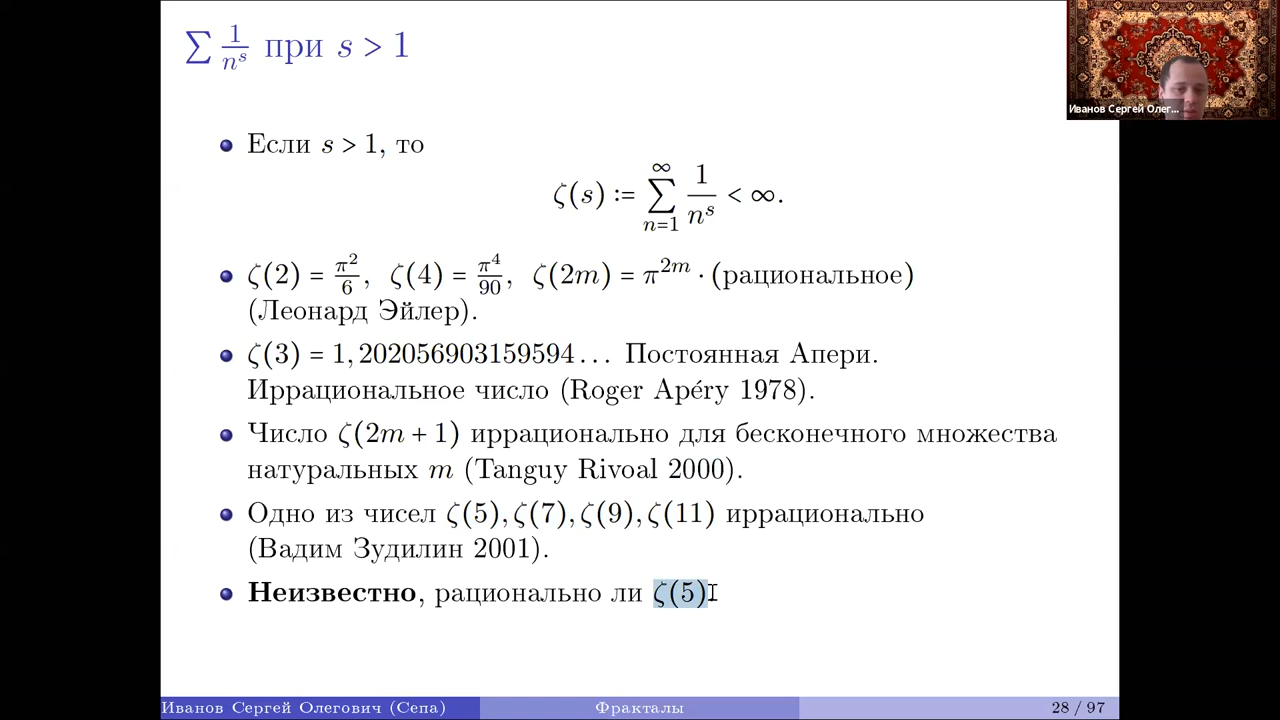 ∑ 1/nˢ при s > 1
Иванов Сергей Олег...
Если s > 1, то
ζ(s) := ∑_{n=1}^{∞} 1/nˢ < ∞.
ζ(2) = π²/6, ζ(4) = π⁴/90, ζ(2m) = π²ᵐ · (рациональное)
(Леонард Эйлер).
ζ(3) = 1,202056903159594... Постоянная Апери.
Иррациональное число (Roger Apéry 1978).
Число ζ(2m + 1) иррационально для бесконечного множества
натуральных m (Tanguy Rivoal 2000).
Одно из чисел ζ(5), ζ(7), ζ(9), ζ(11) иррационально
(Вадим Зудилин 2001).
Неизвестно, рационально ли ζ(5)
Иванов Сергей Олегович (Сепа)
Фракталы
28 / 97